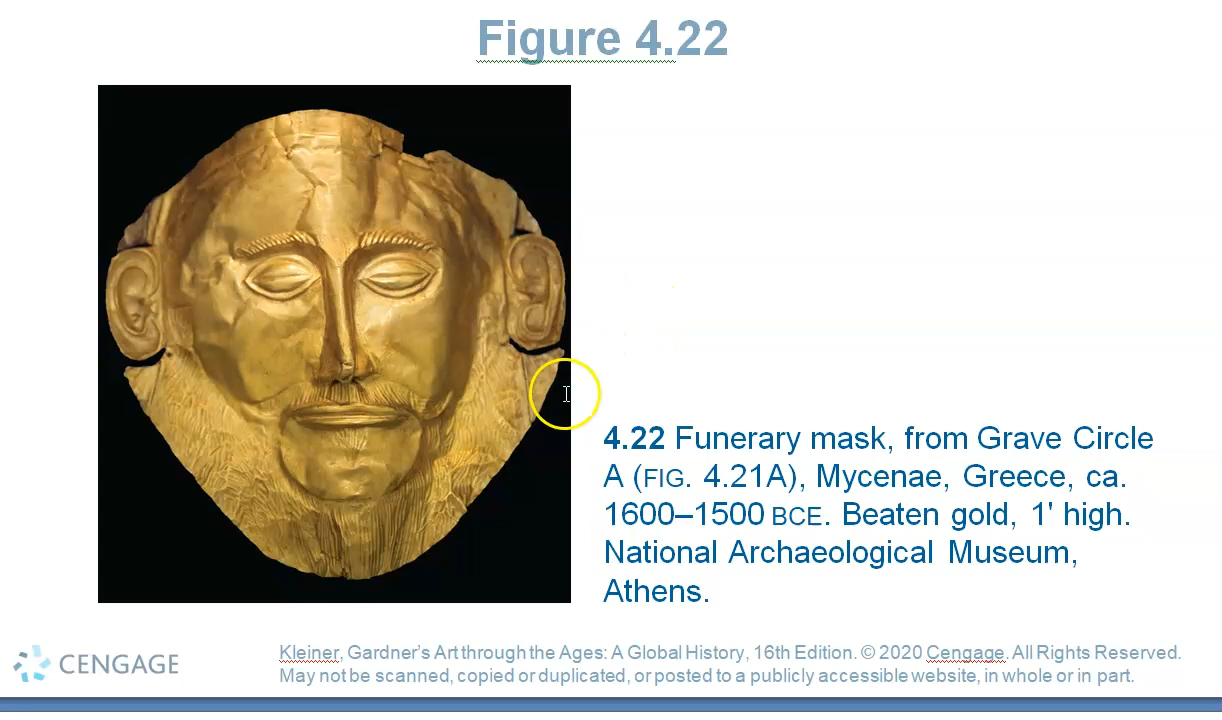 Figure 4.22
4.22 Funerary mask, from Grave Circle
A (FIG. 4.21A), Mycenae, Greece, ca.
1600–1500 BCE. Beaten gold, 1' high.
National Archaeological Museum,
Athens.
CENGAGE
Kleiner, Gardner's Art through the Ages: A Global History, 16th Edition. © 2020 Cengage. All Rights Reserved.
May not be scanned, copied or duplicated, or posted to a publicly accessible website, in whole or in part.